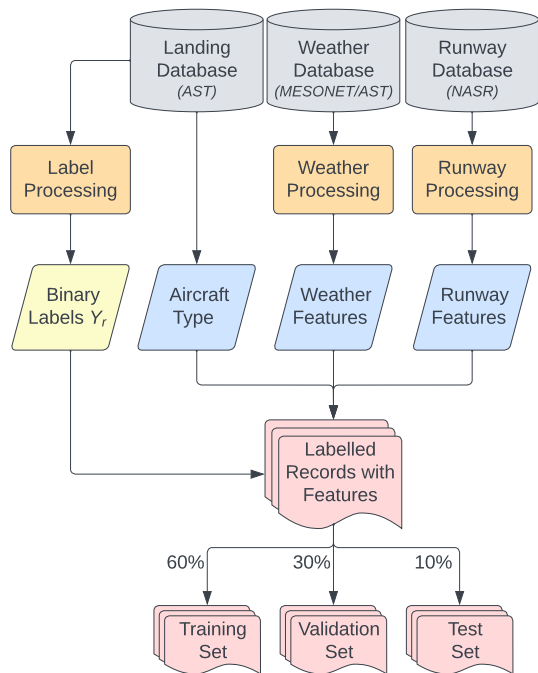 Landing
Database
(AST)
Weather
Database
(MESONET/AST)
Runway
Database
(NASR)
Label
Processing
Weather
Processing
Runway
Processing
Binary
Labels Yr
Aircraft
Type
Weather
Features
Runway
Features
Labelled
Records with
Features
60%
30%
10%
Training
Set
Validation
Set
Test
Set